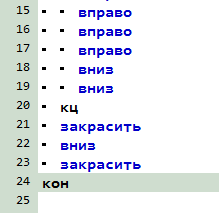 15 вправо
16 вправо
17 вправо
18 вниз
19 вниз
20 кц
21 закрасить
22 вниз
23 закрасить
24 кон
25